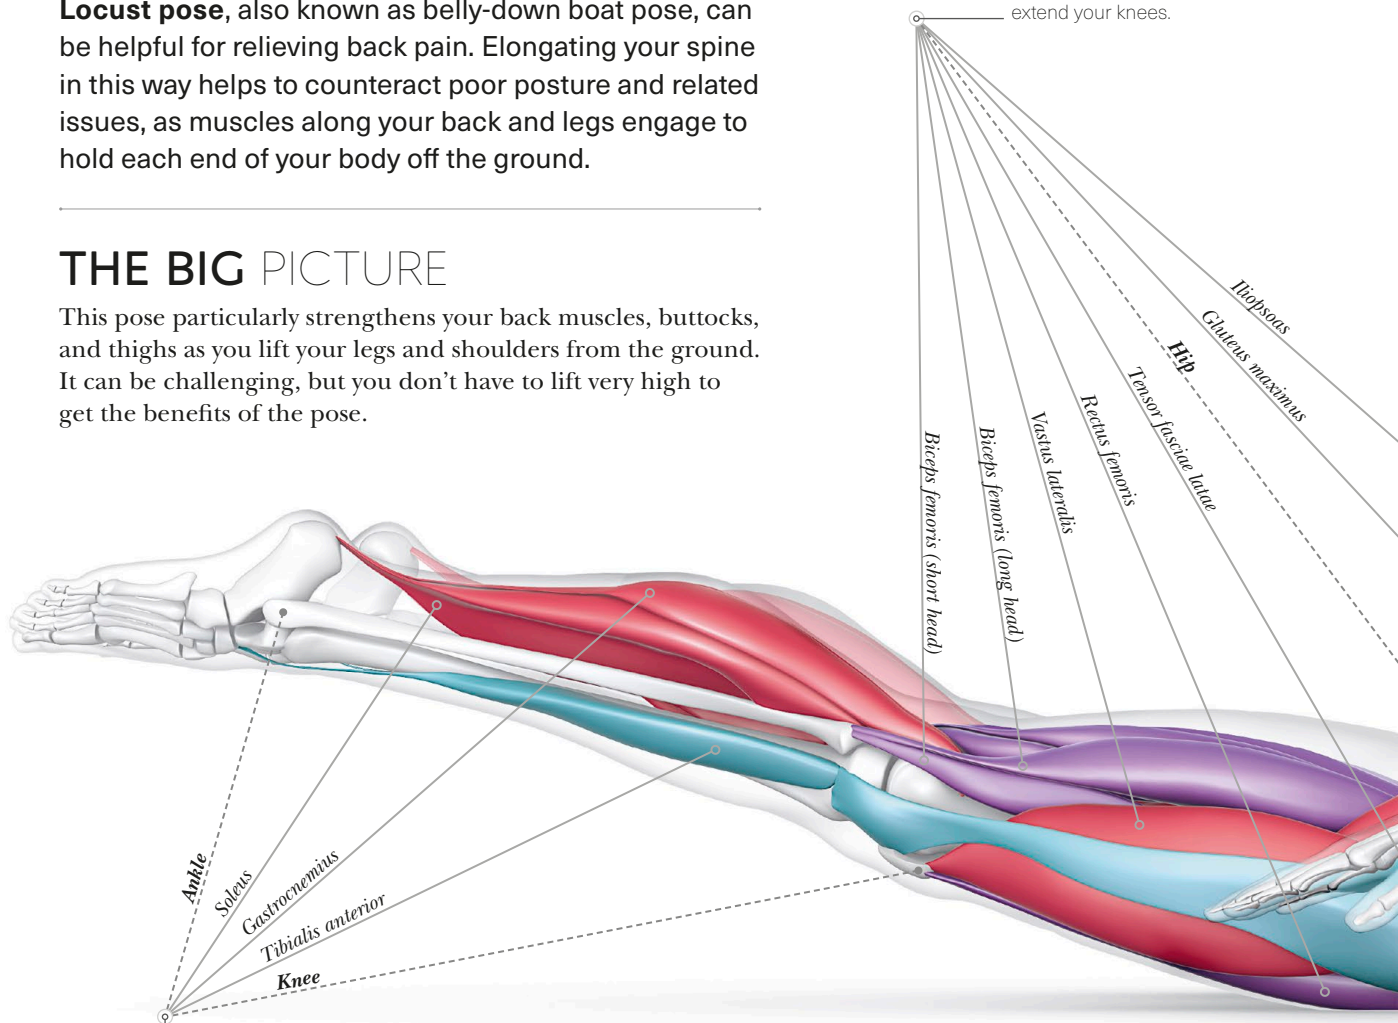 Locust pose, also known as belly-down boat pose, can
be helpful for relieving back pain. Elongating your spine
in this way helps to counteract poor posture and related
issues, as muscles along your back and legs engage to
hold each end of your body off the ground.
THE BIG PICTURE
This pose particularly strengthens your back muscles, buttocks,
and thighs as you lift your legs and shoulders from the ground.
It can be challenging, but you don’t have to lift very high to
get the benefits of the pose.
extend your knees.
Biceps femoris (short head)
Biceps femoris (long head)
Vastus lateralis
Rectus femoris
Tensor fasciae latae
Hip
Gluteus maximus
Iliopsoas
Ankle
Soleus
Gastrocnemius
Tibialis anterior
Knee